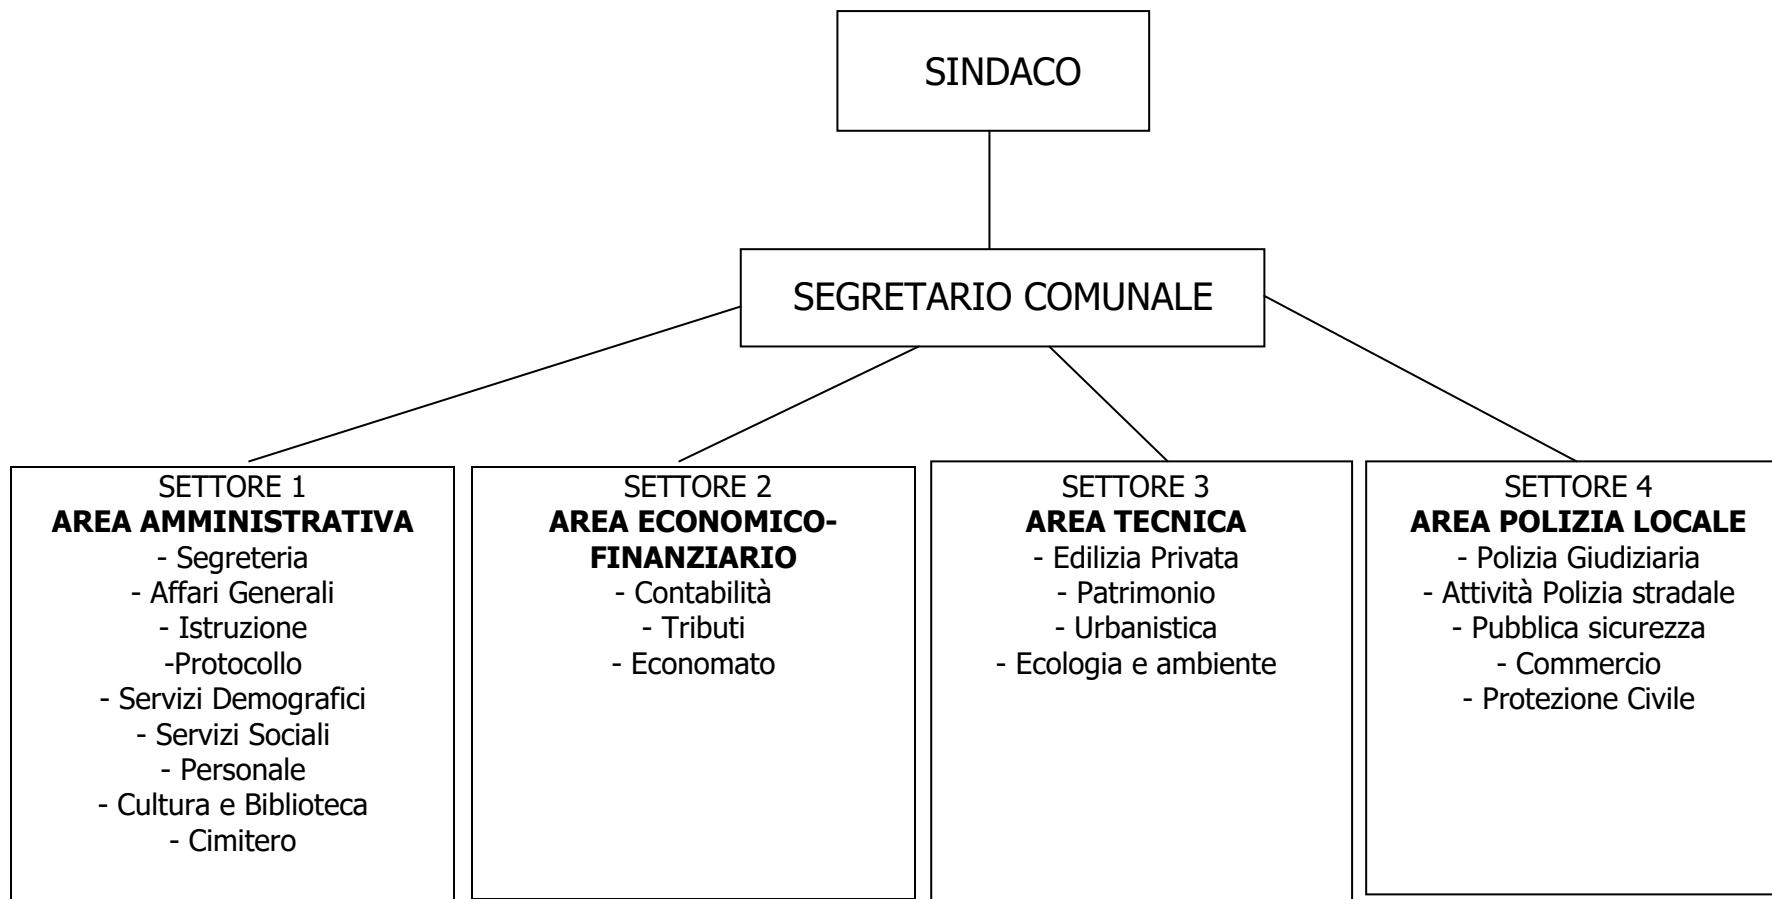 SINDACO
SEGRETARIO COMUNALE
SETTORE 1
AREA AMMINISTRATIVA
- Segreteria
- Affari Generali
- Istruzione
-Protocollo
- Servizi Demografici
- Servizi Sociali
- Personale
- Cultura e Biblioteca
- Cimitero
SETTORE 2
AREA ECONOMICO-
FINANZIARIO
- Contabilità
- Tributi
- Economato
SETTORE 3
AREA TECNICA
- Edilizia Privata
- Patrimonio
- Urbanistica
- Ecologia e ambiente
SETTORE 4
AREA POLIZIA LOCALE
- Polizia Giudiziaria
- Attività Polizia stradale
- Pubblica sicurezza
- Commercio
- Protezione Civile